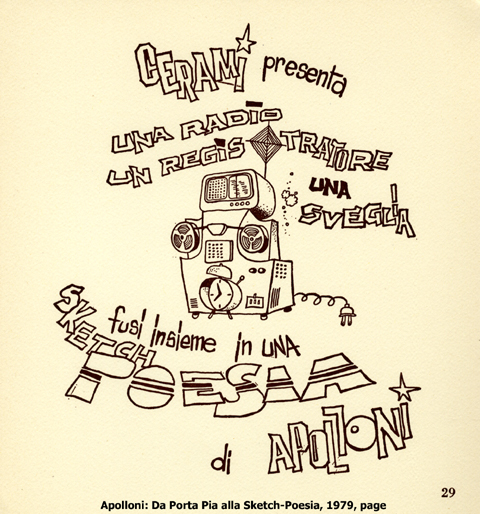 CERAMi presenta
UNA RADIO
UN REGISTRATORE
UNA
SVEGLiA
fusi insieme in UNA
SKETCH
POESIA
di APOLLONi
29
Apolloni: Da Porta Pia alla Sketch-Poesia, 1979, page